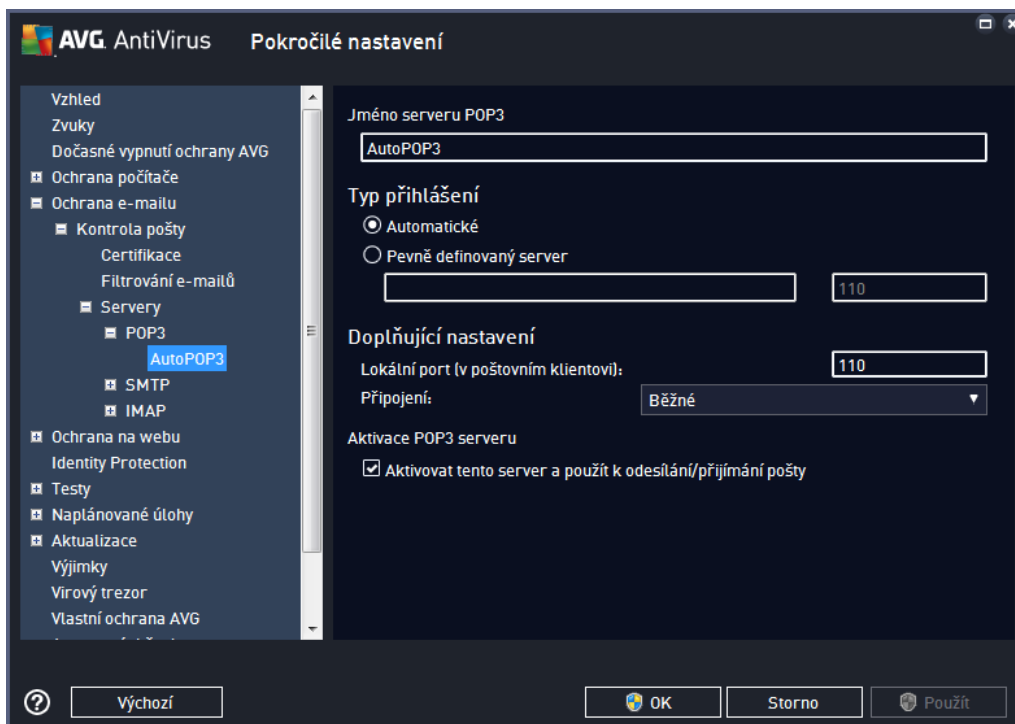 AVG AntiVirus Pokročilé nastavení
Vzhled
Zvuky
Dočasné vypnutí ochrany AVG
Ochrana počítače
Ochrana e-mailu
Kontrola pošty
Certifikace
Filtrování e-mailů
Servery
POP3
AutoPOP3
SMTP
IMAP
Ochrana na webu
Identity Protection
Testy
Naplánované úlohy
Aktualizace
Výjimky
Virový trezor
Vlastní ochrana AVG
Jméno serveru POP3
AutoPOP3
Typ přihlášení
Automatické
Pevně definovaný server
110
Doplňující nastavení
Lokální port (v poštovním klientovi): 110
Připojení: Běžné
Aktivace POP3 serveru
Aktivovat tento server a použít k odesílání/přijímání pošty
? Výchozí OK Storno Použít